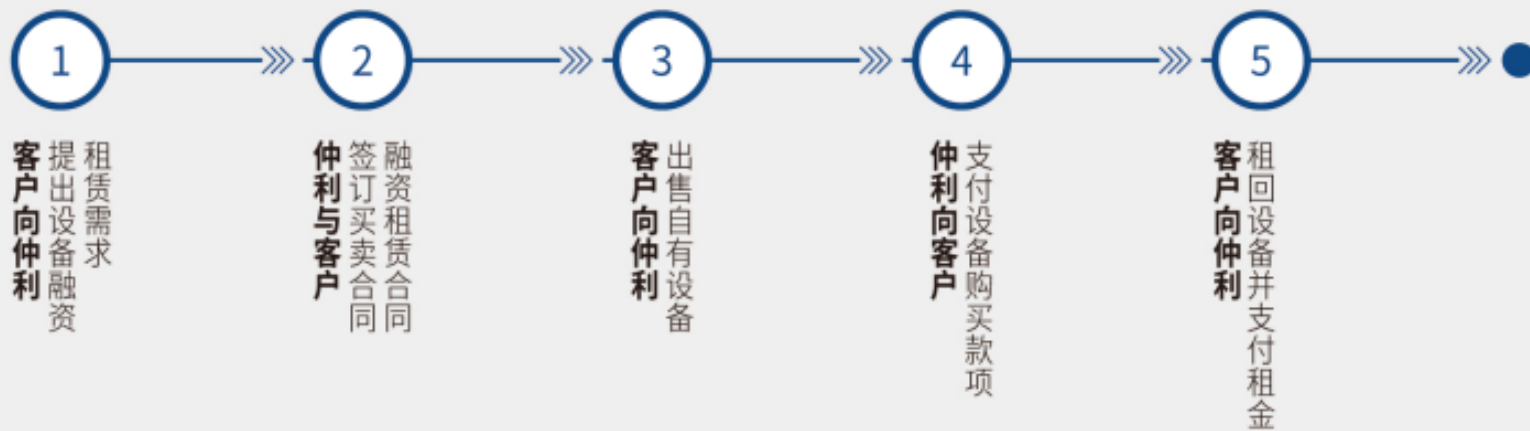 1
客户向仲利
提出设备融资
租赁需求
2
仲利与客户
签订买卖合同
融资租赁合同
3
客户向仲利
出售自有设备
4
仲利向客户
支付设备购买款项
5
客户向仲利
租回设备并支付租金